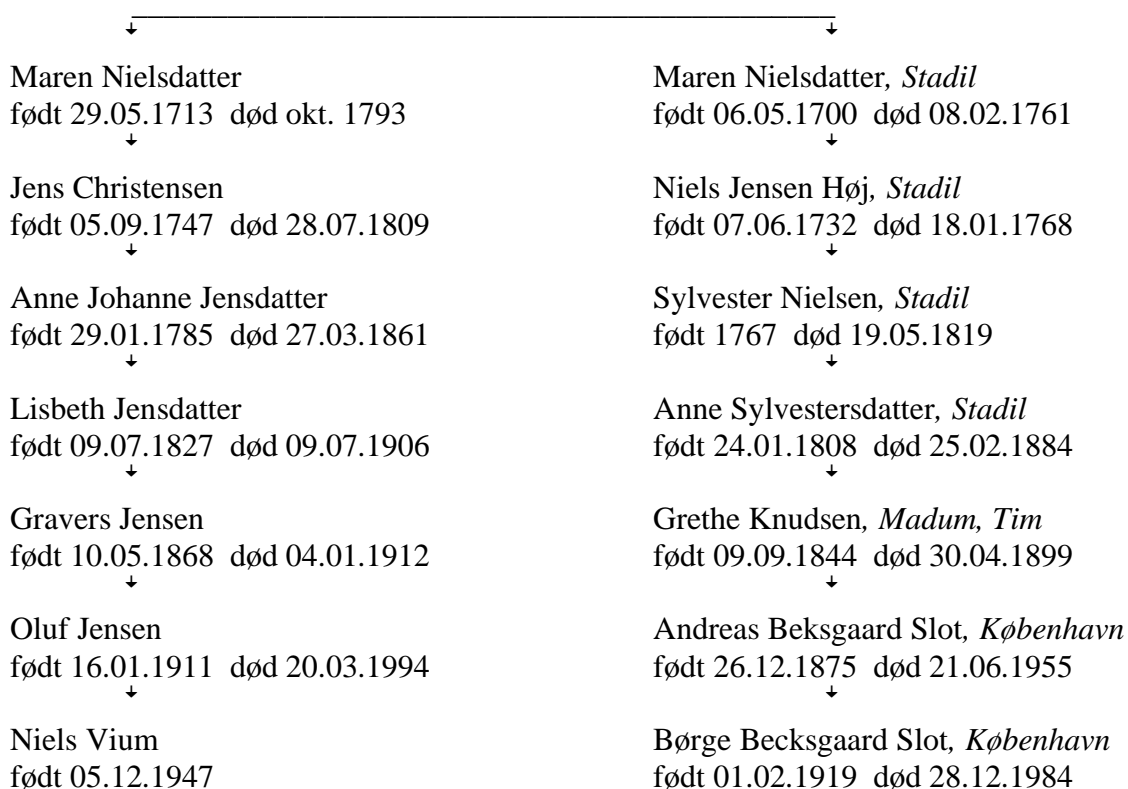 Maren Nielsdatter
født 29.05.1713 død okt. 1793
Jens Christensen
født 05.09.1747 død 28.07.1809
Anne Johanne Jensdatter
født 29.01.1785 død 27.03.1861
Lisbeth Jensdatter
født 09.07.1827 død 09.07.1906
Gravers Jensen
født 10.05.1868 død 04.01.1912
Oluf Jensen
født 16.01.1911 død 20.03.1994
Niels Vium
født 05.12.1947
Maren Nielsdatter, Stadil
født 06.05.1700 død 08.02.1761
Niels Jensen Høj, Stadil
født 07.06.1732 død 18.01.1768
Sylvester Nielsen, Stadil
født 1767 død 19.05.1819
Anne Sylvestersdatter, Stadil
født 24.01.1808 død 25.02.1884
Grethe Knudsen, Madum, Tim
født 09.09.1844 død 30.04.1899
Andreas Beksgaard Slot, København
født 26.12.1875 død 21.06.1955
Børge Becksgaard Slot, København
født 01.02.1919 død 28.12.1984